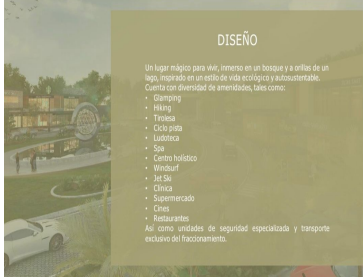 DISEÑO
Un lugar mágico para vivir, inmerso en un bosque y a orillas de un
lago, inspirado en un estilo de vida ecológico y autosustentable.
Cuenta con diversidad de amenidades, tales como:
• Glamping
• Hiking
• Tirolesa
• Ciclo pista
• Ludoteca
• Spa
• Centro holístico
• Windsurf
• Jet Ski
• Clínica
• Supermercado
• Cines
• Restaurantes
Así como unidades de seguridad especializada y transporte
exclusivo del fraccionamiento.